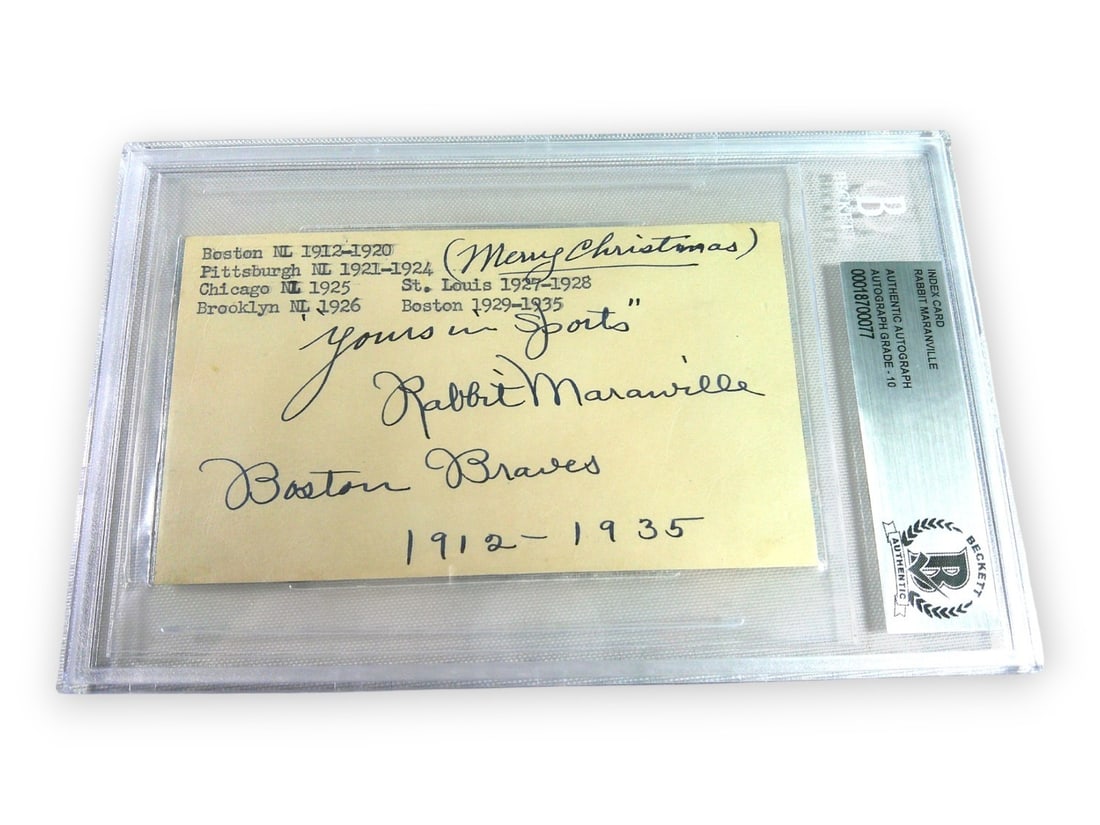 Boston NL 1912-1920
(Merry Christmas)
Pittsburgh NL 1921-1924
Chicago NL 1925 St. Louis 1927-1928
Brooklyn NL 1926 Boston 1929-1935
"Yours in Sports"
Rabbit Maranville
Boston Braves
1912-1935
INDEX CARD
RABBIT MARANVILLE
AUTHENTIC AUTOGRAPH
AUTOGRAPH GRADE - 10
00018700077
BECKETT
AUTHENTIC
B
B
BECKETT